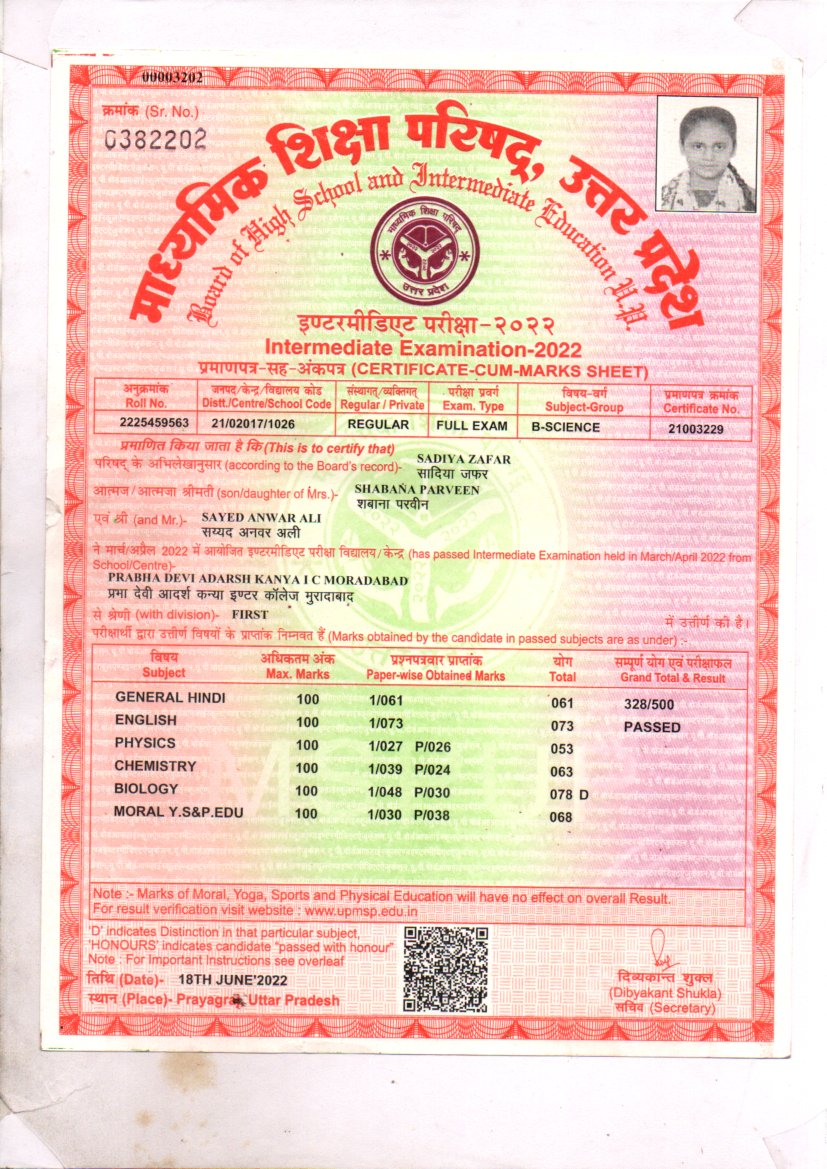 00003202
क्रमांक (Sr. No.)
0382202
माध्यमिक शिक्षा परिषद्, उत्तर प्रदेश
Board of High School and Intermediate Education U.P.
माध्यमिक शिक्षा परिषद्
उत्तर प्रदेश
इण्टरमीडिएट परीक्षा-२०२२
Intermediate Examination-2022
प्रमाणपत्र-सह-अंकपत्र (CERTIFICATE-CUM-MARKS SHEET)
अनुक्रमांक जनपद/केन्द्र/विद्यालय कोड संस्थागत/व्यक्तिगत परीक्षा प्रवर्ग विषय-वर्ग प्रमाणपत्र क्रमांक
Roll No. Distt./Centre/School Code Regular / Private Exam. Type Subject-Group Certificate No.
2225459563 21/02017/1026 REGULAR FULL EXAM B-SCIENCE 21003229
प्रमाणित किया जाता है कि (This is to certify that)
परिषद् के अभिलेखानुसार (according to the Board's record)- SADIYA ZAFAR
सादिया जफर
आत्मज/आत्मजा श्रीमती (son/daughter of Mrs.)- SHABANA PARVEEN
शबाना परवीन
एवं श्री (and Mr.)- SAYED ANWAR ALI
सय्यद अनवर अली
ने मार्च/अप्रैल 2022 में आयोजित इण्टरमीडिएट परीक्षा विद्यालय/केन्द्र (has passed Intermediate Examination held in March/April 2022 from
School/Centre)-
PRABHA DEVI ADARSH KANYA I C MORADABAD
प्रभा देवी आदर्श कन्या इण्टर कॉलेज मुरादाबाद
से श्रेणी (with division)- FIRST में उत्तीर्ण की है।
परीक्षार्थी द्वारा उत्तीर्ण विषयों के प्राप्तांक निम्नवत हैं (Marks obtained by the candidate in passed subjects are as under) :-
विषय अधिकतम अंक प्रश्नपत्रवार प्राप्तांक योग सम्पूर्ण योग एवं परीक्षाफल
Subject Max. Marks Paper-wise Obtained Marks Total Grand Total & Result
GENERAL HINDI 100 1/061 061 328/500
ENGLISH 100 1/073 073 PASSED
PHYSICS 100 1/027 P/026 053
CHEMISTRY 100 1/039 P/024 063
BIOLOGY 100 1/048 P/030 078 D
MORAL Y.S&P.EDU 100 1/030 P/038 068
Note :- Marks of Moral, Yoga, Sports and Physical Education will have no effect on overall Result.
For result verification visit website : www.upmsp.edu.in
'D' indicates Distinction in that particular subject,
'HONOURS' indicates candidate "passed with honour"
Note : For Important Instructions see overleaf
तिथि (Date)- 18TH JUNE'2022
स्थान (Place)- Prayagraj, Uttar Pradesh
दिव्यकान्त शुक्ल
(Dibyakant Shukla)
सचिव (Secretary)